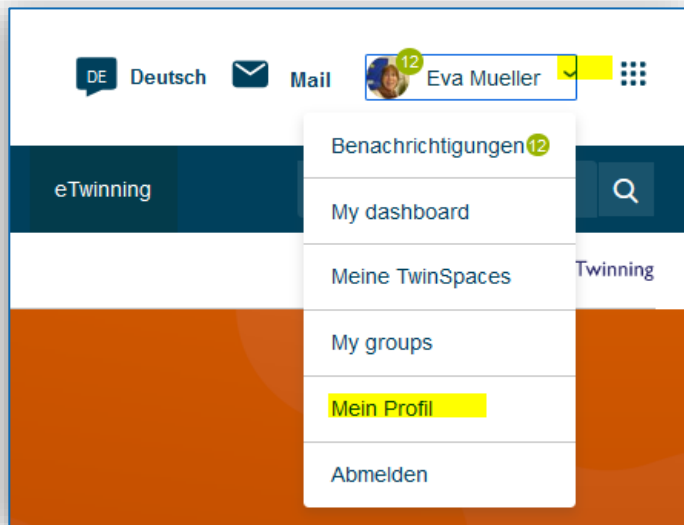 DE Deutsch Mail 12 Eva Mueller
Benachrichtigungen 12
eTwinning
My dashboard
Meine TwinSpaces
Twinning
My groups
Mein Profil
Abmelden